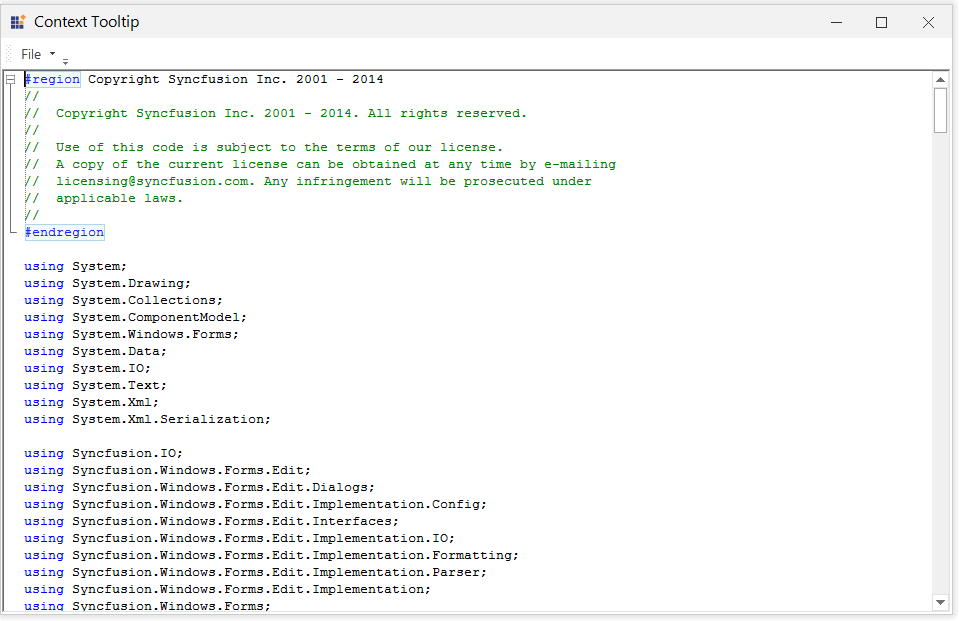 Context Tooltip
File
#region Copyright Syncfusion Inc. 2001 - 2014
//
//  Copyright Syncfusion Inc. 2001 - 2014. All rights reserved.
//
//  Use of this code is subject to the terms of our license.
//  A copy of the current license can be obtained at any time by e-mailing
//  licensing@syncfusion.com. Any infringement will be prosecuted under
//  applicable laws.
//
#endregion
using System;
using System.Drawing;
using System.Collections;
using System.ComponentModel;
using System.Windows.Forms;
using System.Data;
using System.IO;
using System.Text;
using System.Xml;
using System.Xml.Serialization;
using Syncfusion.IO;
using Syncfusion.Windows.Forms.Edit;
using Syncfusion.Windows.Forms.Edit.Dialogs;
using Syncfusion.Windows.Forms.Edit.Implementation.Config;
using Syncfusion.Windows.Forms.Edit.Interfaces;
using Syncfusion.Windows.Forms.Edit.Implementation.IO;
using Syncfusion.Windows.Forms.Edit.Implementation.Formatting;
using Syncfusion.Windows.Forms.Edit.Implementation.Parser;
using Syncfusion.Windows.Forms.Edit.Implementation;
using Syncfusion.Windows.Forms;